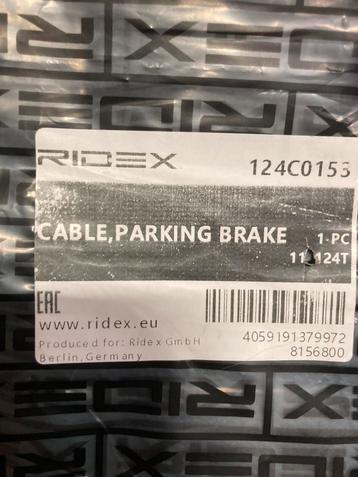 RIDEX 124C0153
CABLE,PARKING BRAKE 1-PC
EAC
www.ridex.eu
Produced for: Ridex GmbH
Berlin,Germany
4059191379972
8156800